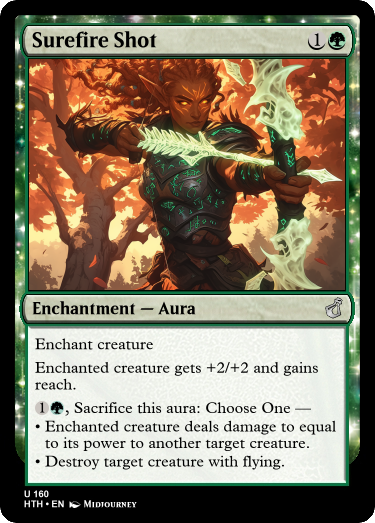 Surefire Shot 1
Enchantment — Aura
Enchant creature
Enchanted creature gets +2/+2 and gains
reach.
1, Sacrifice this aura: Choose One —
• Enchanted creature deals damage to equal
to its power to another target creature.
• Destroy target creature with flying.
U 160
HTH • EN Midjourney